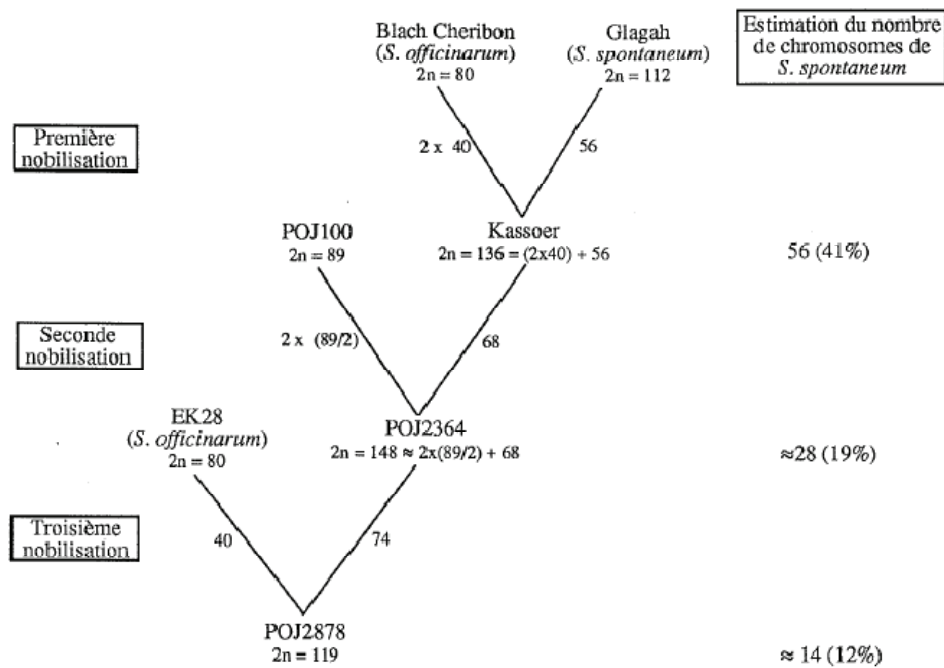 Blach Cheribon
(S. officinarum)
2n = 80
Glagah
(S. spontaneum)
2n = 112
Estimation du nombre
de chromosomes de
S. spontaneum
Première
nobilisation
2 x 40
56
POJ100
2n = 89
Kassoer
2n = 136 = (2x40) + 56
56 (41%)
Seconde
nobilisation
2 x (89/2)
68
EK28
(S. officinarum)
2n = 80
POJ2364
2n = 148 ≈ 2x(89/2) + 68
≈28 (19%)
Troisième
nobilisation
40
74
POJ2878
2n = 119
≈ 14 (12%)